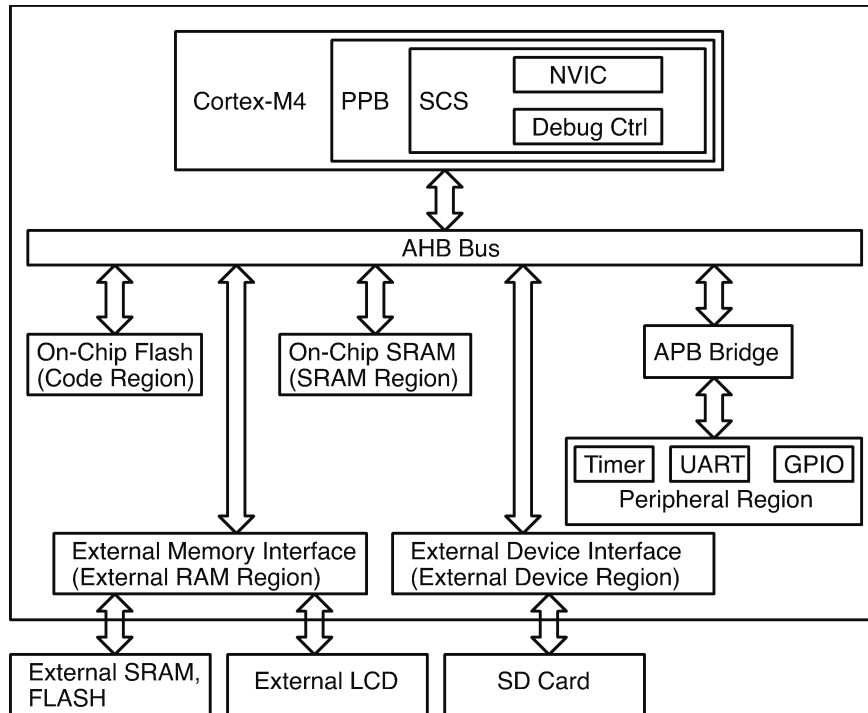 Cortex-M4
PPB
SCS
NVIC
Debug Ctrl
AHB Bus
On-Chip Flash
(Code Region)
On-Chip SRAM
(SRAM Region)
APB Bridge
Timer
UART
GPIO
Peripheral Region
External Memory Interface
(External RAM Region)
External Device Interface
(External Device Region)
External SRAM,
FLASH
External LCD
SD Card